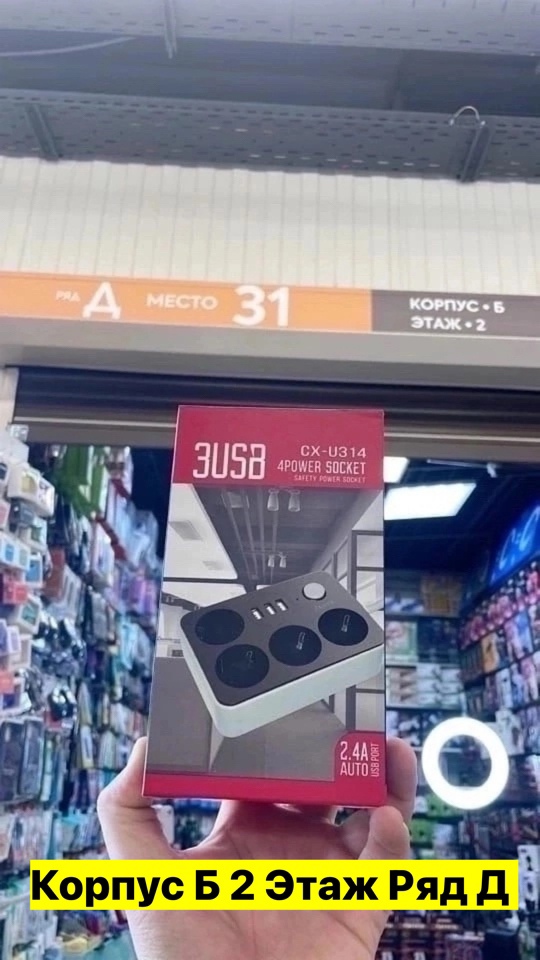 РЯД Д МЕСТО 31
КОРПУС • Б
ЭТАЖ • 2
3USB
CX-U314
4POWER SOCKET
SAFETY POWER SOCKET
2.4A
AUTO
USB PORT
Корпус Б 2 Этаж Ряд Д